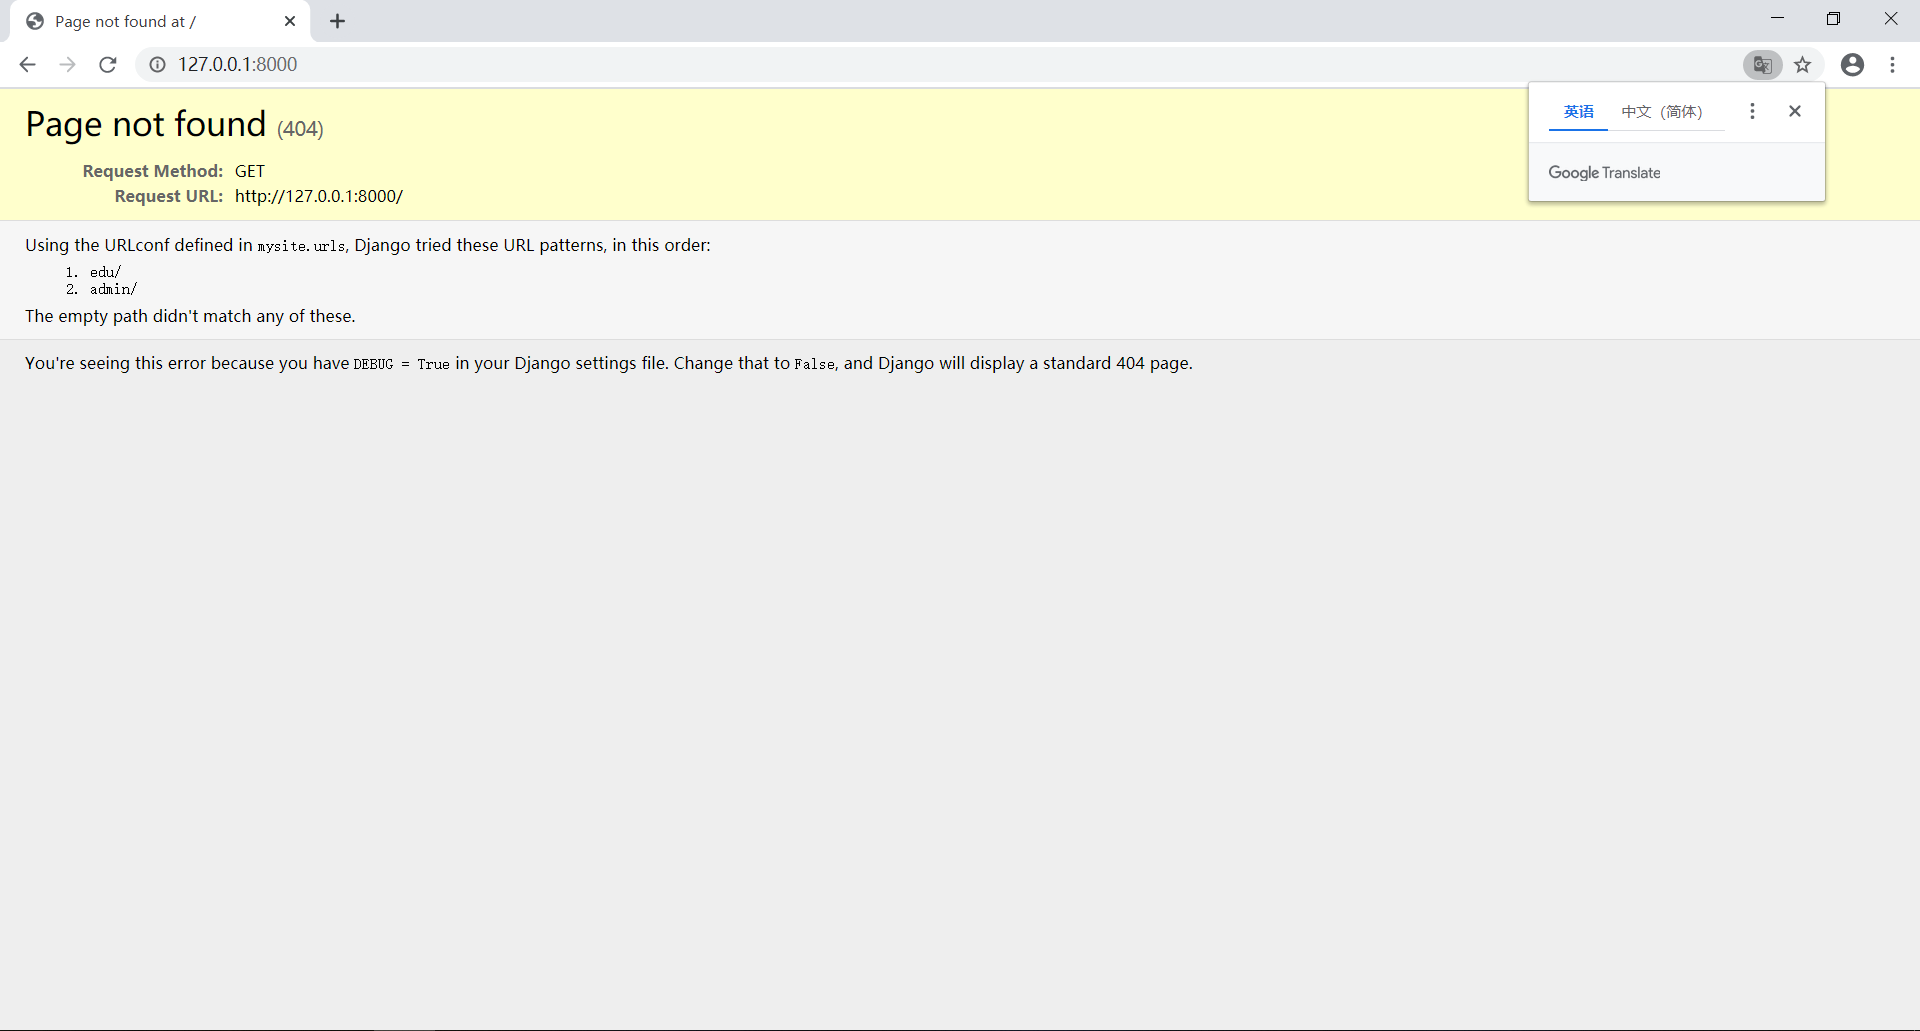 Page not found at /
127.0.0.1:8000
英语 中文（简体）
Google Translate
Page not found (404)
Request Method: GET
Request URL: http://127.0.0.1:8000/
Using the URLconf defined in mysite.urls, Django tried these URL patterns, in this order:
1. edu/
2. admin/
The empty path didn't match any of these.
You're seeing this error because you have DEBUG = True in your Django settings file. Change that to False, and Django will display a standard 404 page.